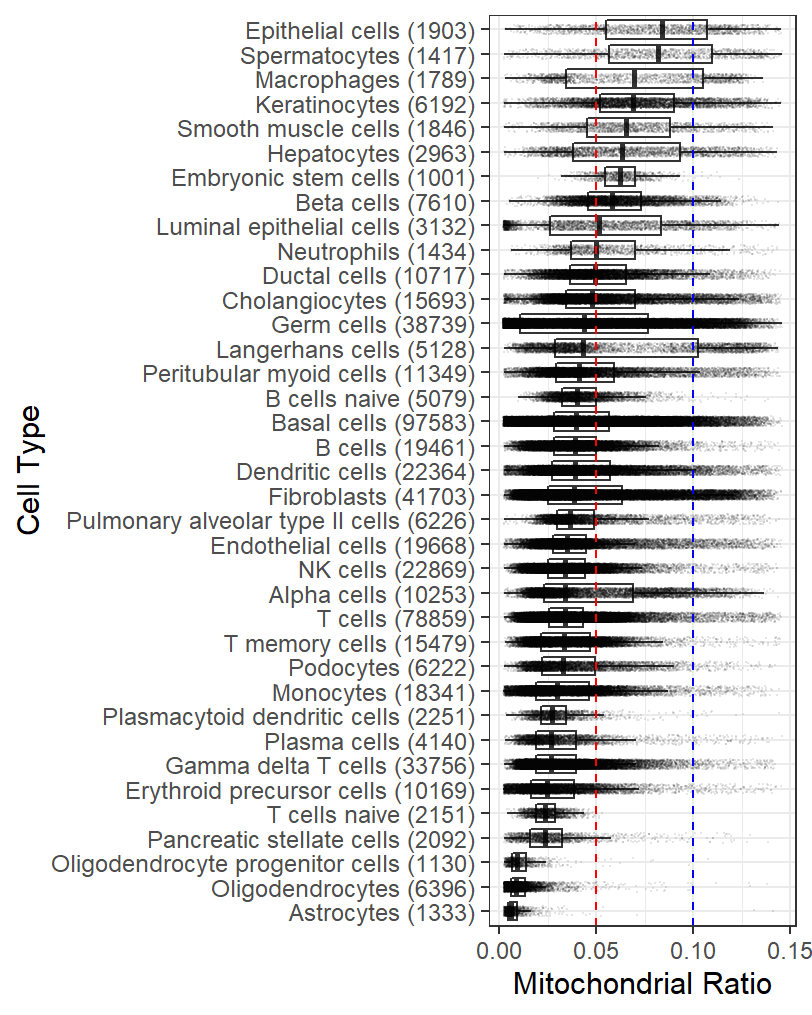 Cell Type
Epithelial cells (1903)
Spermatocytes (1417)
Macrophages (1789)
Keratinocytes (6192)
Smooth muscle cells (1846)
Hepatocytes (2963)
Embryonic stem cells (1001)
Beta cells (7610)
Luminal epithelial cells (3132)
Neutrophils (1434)
Ductal cells (10717)
Cholangiocytes (15693)
Germ cells (38739)
Langerhans cells (5128)
Peritubular myoid cells (11349)
B cells naive (5079)
Basal cells (97583)
B cells (19461)
Dendritic cells (22364)
Fibroblasts (41703)
Pulmonary alveolar type II cells (6226)
Endothelial cells (19668)
NK cells (22869)
Alpha cells (10253)
T cells (78859)
T memory cells (15479)
Podocytes (6222)
Monocytes (18341)
Plasmacytoid dendritic cells (2251)
Plasma cells (4140)
Gamma delta T cells (33756)
Erythroid precursor cells (10169)
T cells naive (2151)
Pancreatic stellate cells (2092)
Oligodendrocyte progenitor cells (1130)
Oligodendrocytes (6396)
Astrocytes (1333)
0.00 0.05 0.10 0.15
Mitochondrial Ratio